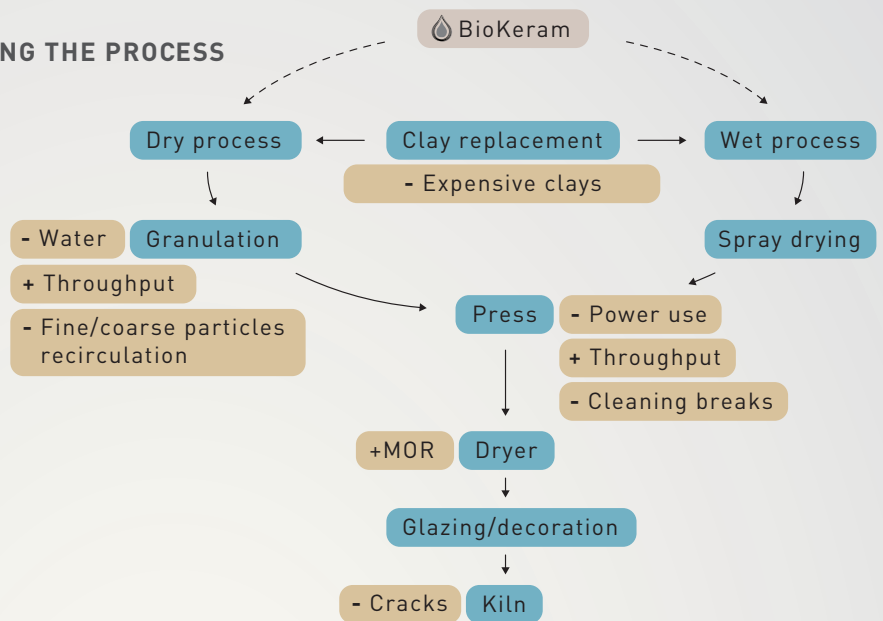 BioKeram
NG THE PROCESS
Dry process
Clay replacement
Wet process
- Expensive clays
- Water
Granulation
Spray drying
+ Throughput
- Fine/coarse particles
recirculation
Press
- Power use
+ Throughput
- Cleaning breaks
+MOR
Dryer
Glazing/decoration
- Cracks
Kiln